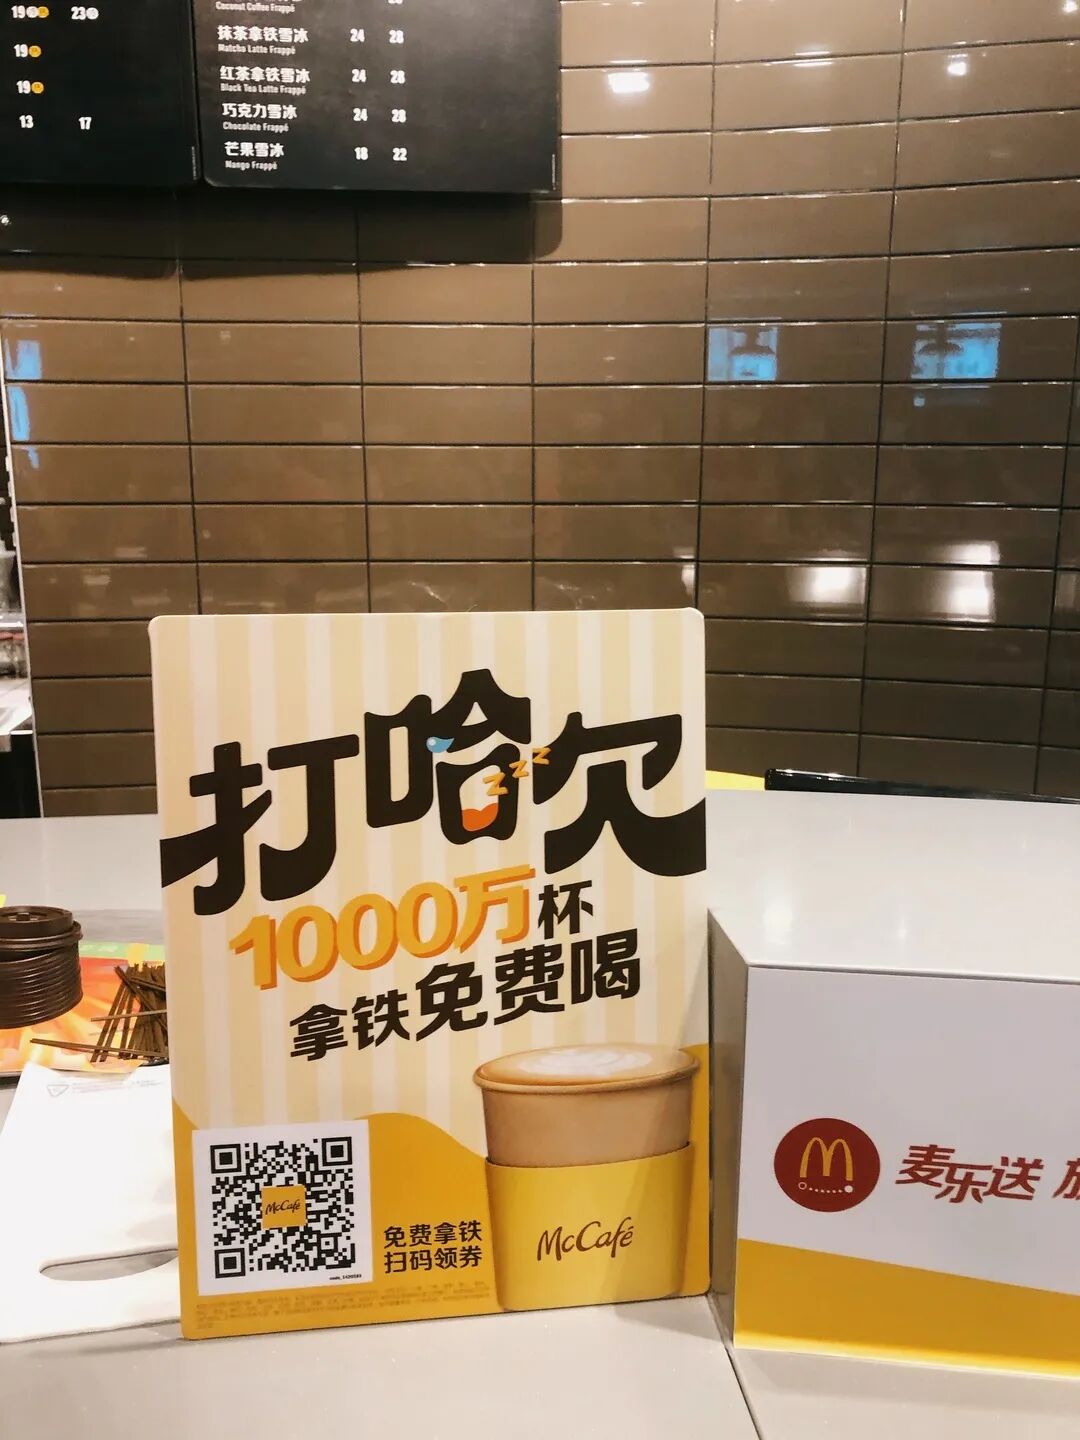 19 23
19
19
13 17
Coconut Coffee Frappé
抹茶拿铁雪冰 24 28
Matcha Latte Frappé
红茶拿铁雪冰 24 28
Black Tea Latte Frappé
巧克力雪冰 24 28
Chocolate Frappé
芒果雪冰 18 22
Mango Frappé
打哈欠
zzzz
1000万杯
拿铁免费喝
McCafé
免费拿铁
扫码领券
McCafé
麦乐送